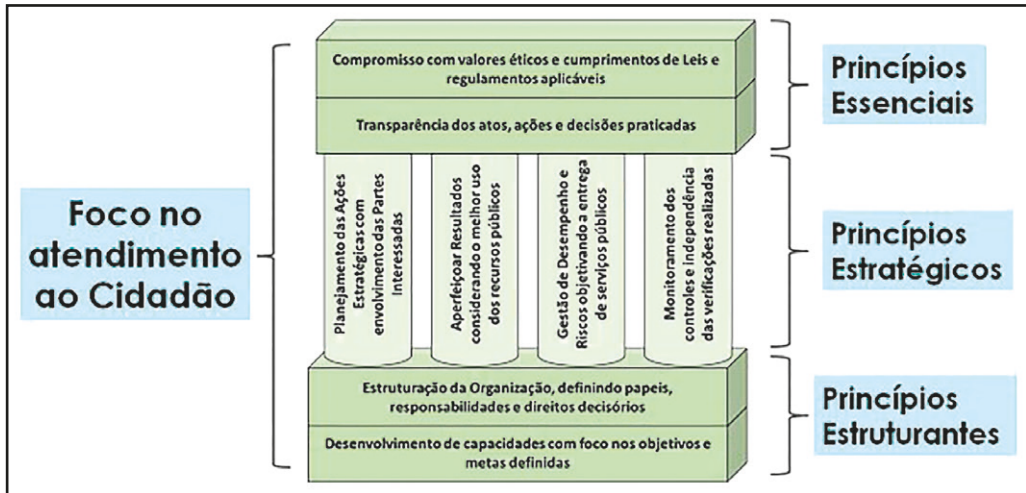 Foco no
atendimento
ao Cidadão
Compromisso com valores éticos e cumprimentos de Leis e
regulamentos aplicáveis
Transparência dos atos, ações e decisões praticadas
Planejamento das Ações
Estratégicas com
envolvimento das Partes
Interessadas
Aperfeiçoar Resultados
considerando o melhor uso
dos recurso públicos
Gestão de Desempenho e
Riscos objetivando a entrega
de serviços público
Monitoramento dos
controles e independência
das verificações realizadas
Estruturação da Organização, definindo papeis,
responsabilidades e direitos decisórios
Desenvolvimento de capacidades com foco nos objetivos e
metas definidas
Princípios
Essenciais
Princípios
Estratégicos
Princípios
Estruturantes